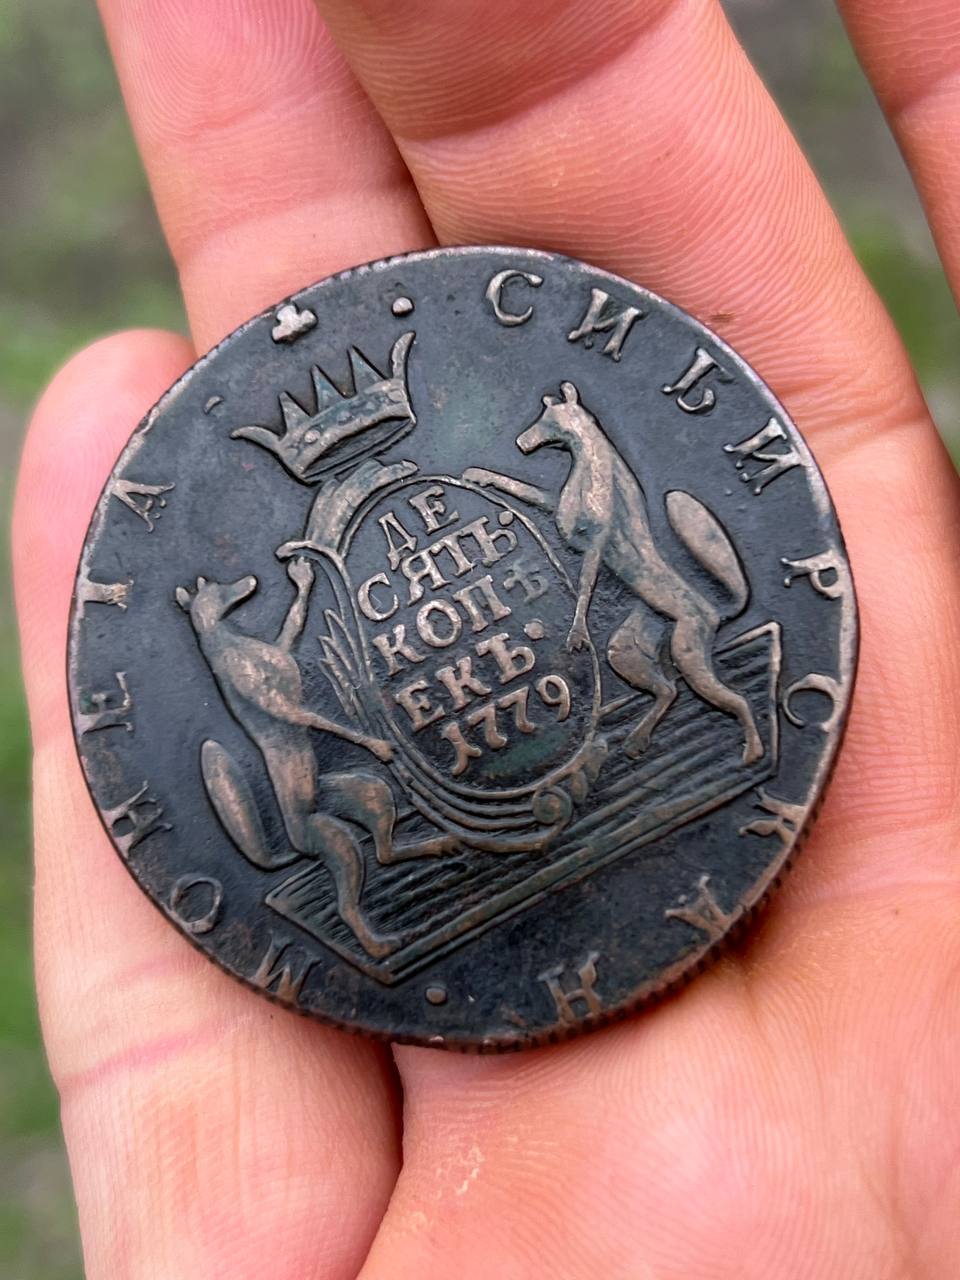 СИБИРСКАЯ МОНЕТА
ДЕ
СЯТЬ
КОПѢ
ЕКЪ
1779